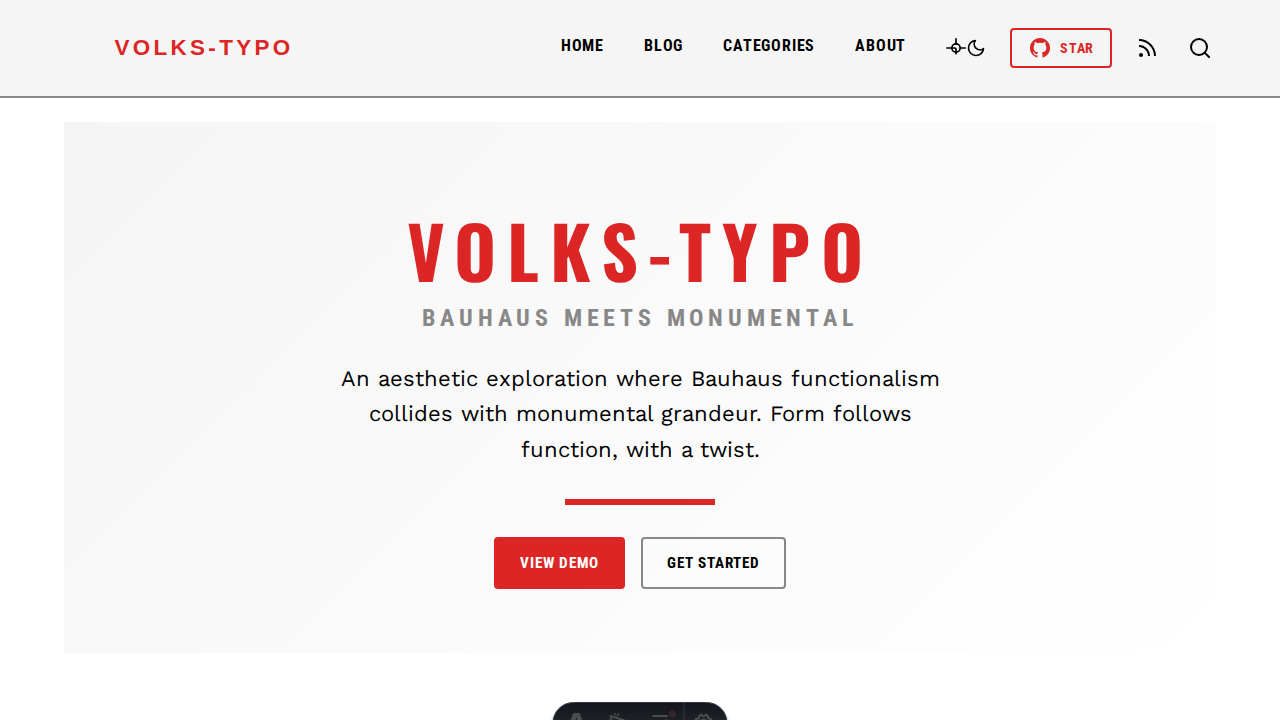 VOLKS-TYPO
HOME BLOG CATEGORIES ABOUT STAR
VOLKS-TYPO
BAUHAUS MEETS MONUMENTAL
An aesthetic exploration where Bauhaus functionalism
collides with monumental grandeur. Form follows
function, with a twist.
VIEW DEMO GET STARTED